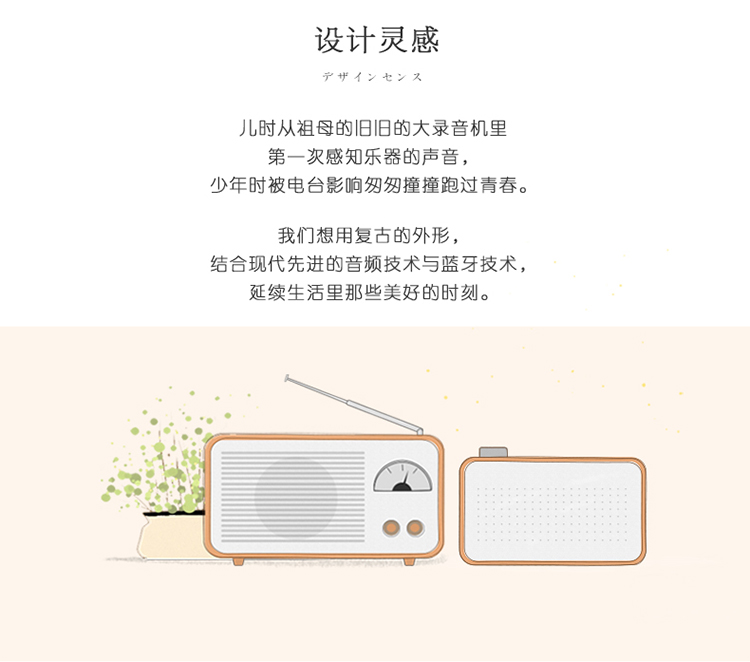 设计灵感
デザインセンス
儿时从祖母的旧旧的大录音机里
第一次感知乐器的声音，
少年时被电台影响匆匆撞撞跑过青春。
我们想用复古的外形，
结合现代先进的音频技术与蓝牙技术，
延续生活里那些美好的时刻。